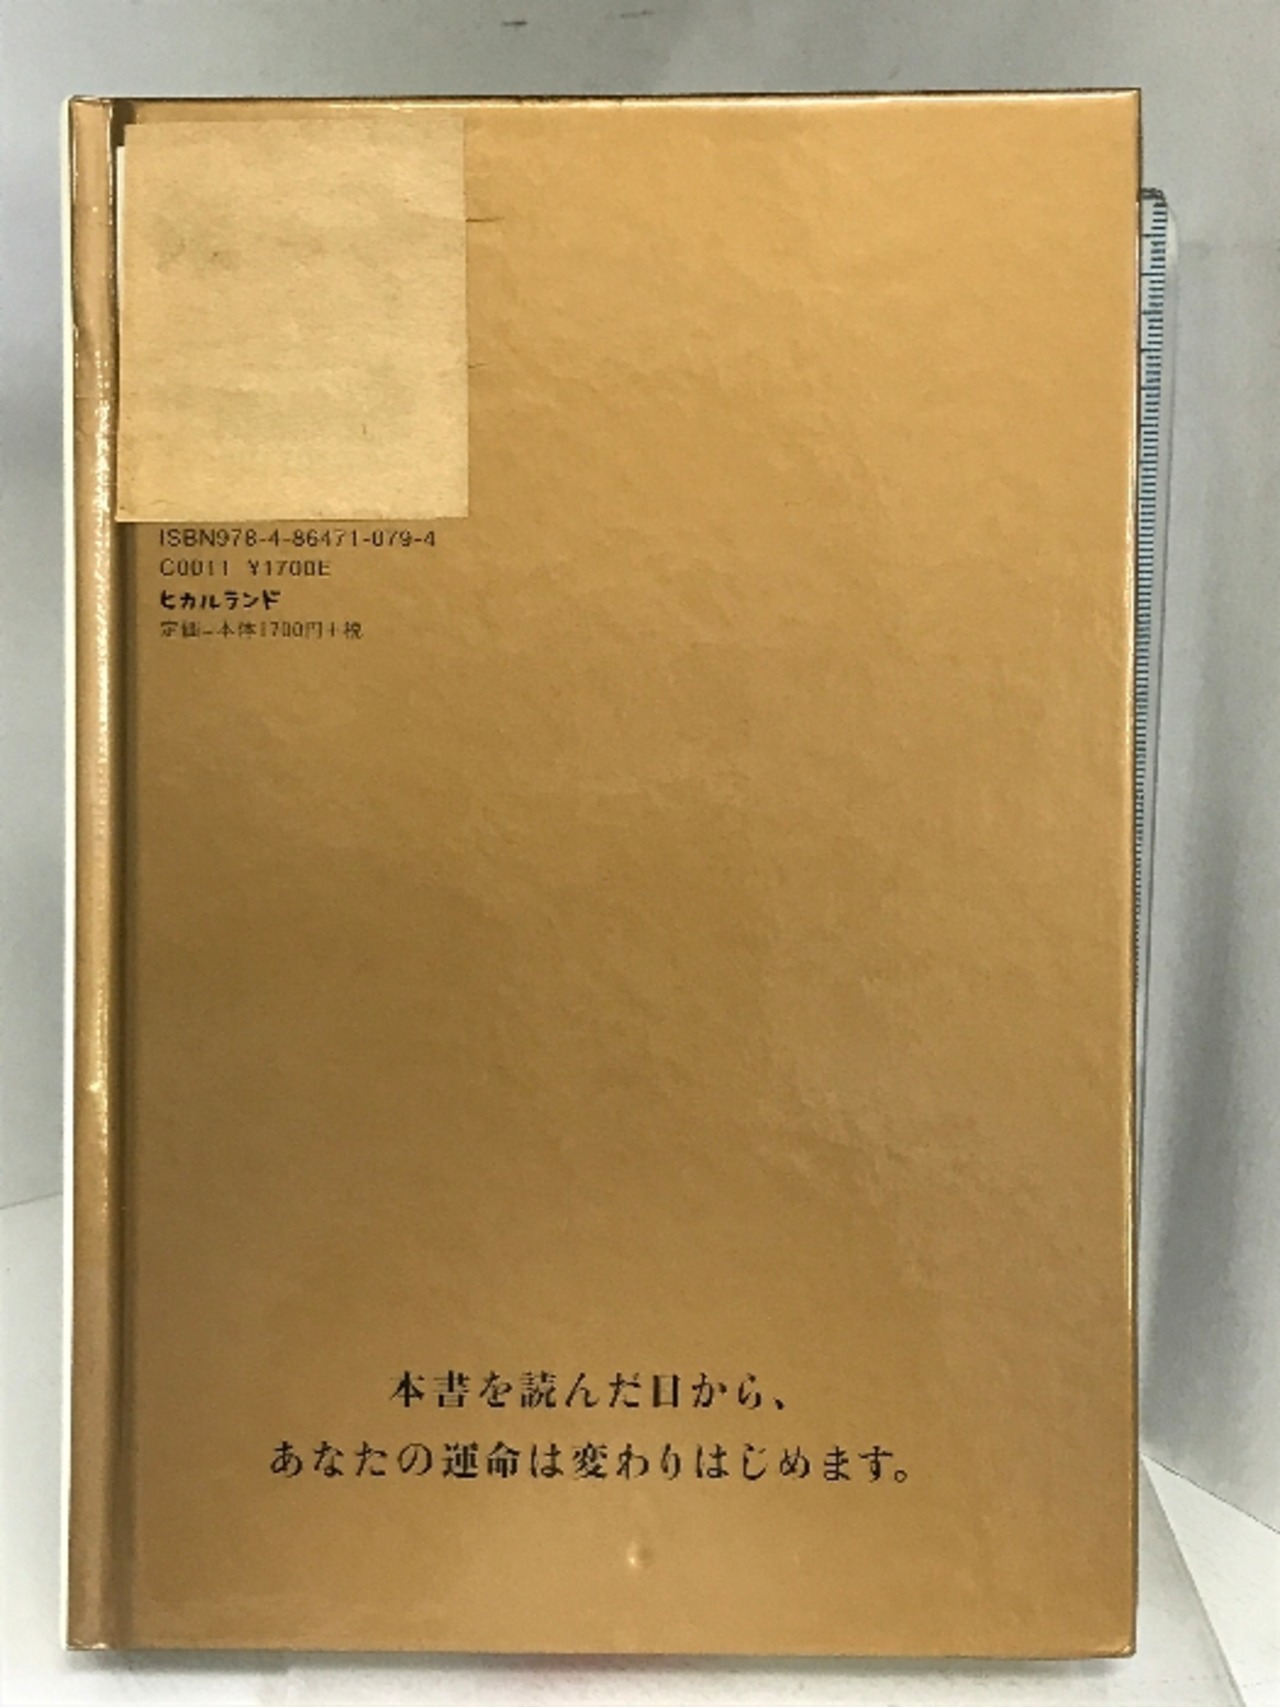 ISBN978-4-86471-079-4
C0011 ¥1700E
ヒカルランド
定価=本体1700円+税
本書を読んだ日から、
あなたの運命は変わりはじめます。